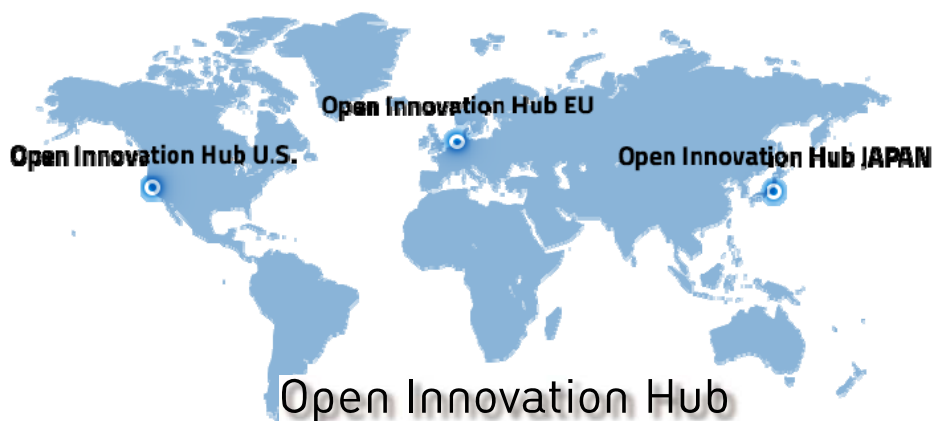 Open Innovation Hub EU
Open Innovation Hub U.S.
Open Innovation Hub JAPAN
Open Innovation Hub